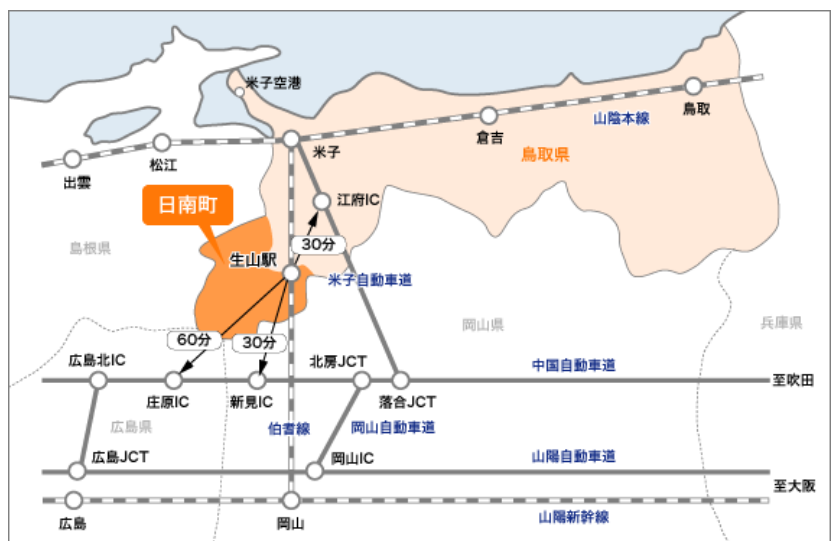 米子空港
鳥取
倉吉
山陰本線
米子
松江
出雲
鳥取県
日南町
江府IC
島根県
30分
生山駅
米子自動車道
岡山県
兵庫県
60分
30分
広島北IC
北房JCT
中国自動車道
至吹田
庄原IC
新見IC
落合JCT
広島県
伯耆線
岡山自動車道
広島JCT
岡山IC
山陽自動車道
至大阪
広島
岡山
山陽新幹線